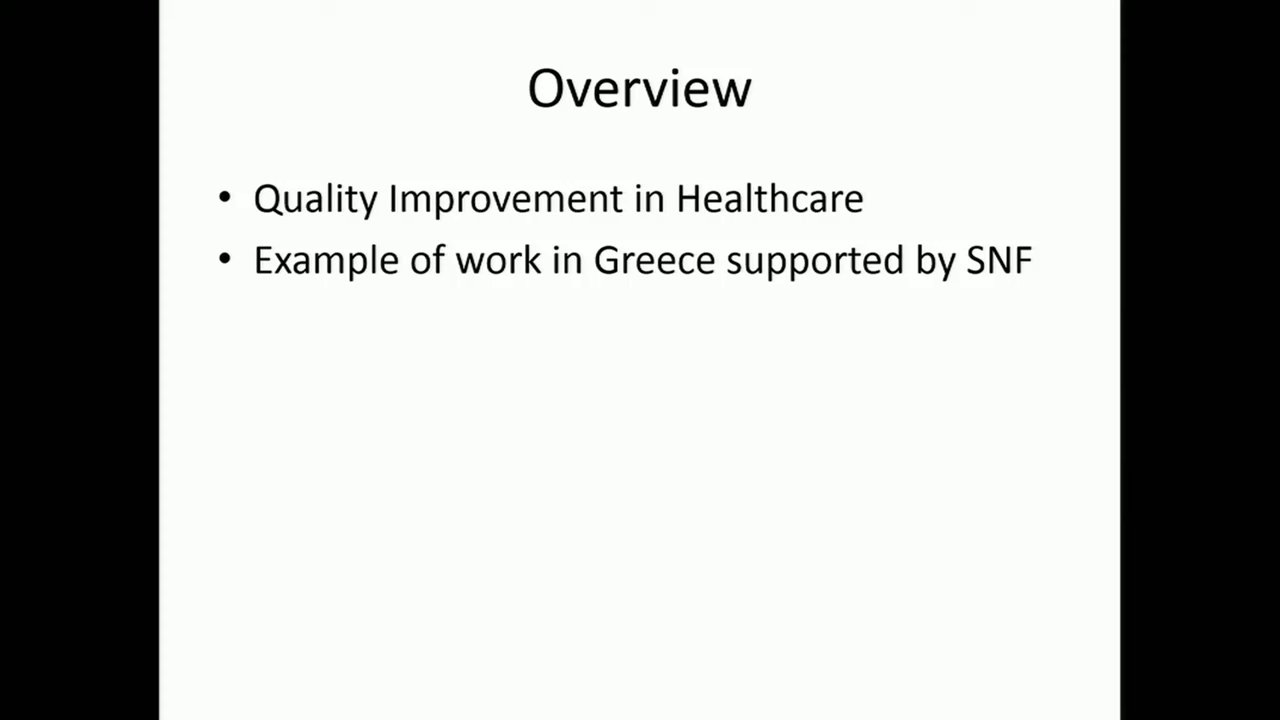 Overview
• Quality Improvement in Healthcare
• Example of work in Greece supported by SNF